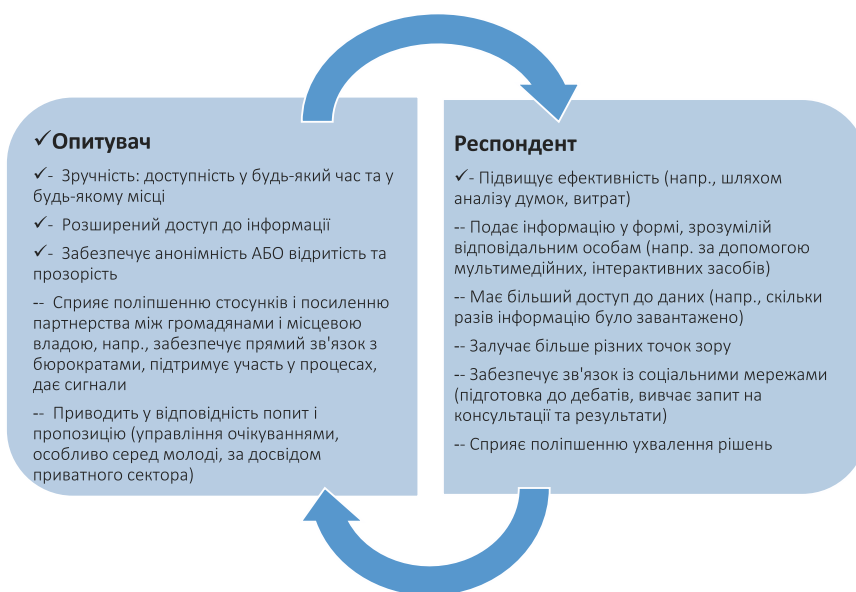 ✓Опитувач
✓- Зручність: доступність у будь-який час та у
будь-якому місці
✓- Розширений доступ до інформації
✓- Забезпечує анонімність АБО відритість та
прозорість
-- Сприяє поліпшенню стосунків і посиленню
партнерства між громадянами і місцевою
владою, напр., забезпечує прямий зв'язок з
бюрократами, підтримує участь у процесах,
дає сигнали
-- Приводить у відповідність попит і
пропозицію (управління очікуваннями,
особливо серед молоді, за досвідом
приватного сектора)
Респондент
✓- Підвищує ефективність (напр., шляхом
аналізу думок, витрат)
-- Подає інформацію у формі, зрозумілій
відповідальним особам (напр. за допомогою
мультимедійних, інтерактивних засобів)
-- Має більший доступ до даних (напр., скільки
разів інформацію було завантажено)
-- Залучає більше різних точок зору
-- Забезпечує зв'язок із соціальними мережами
(підготовка до дебатів, вивчає запит на
консультації та результати)
-- Сприяє поліпшенню ухвалення рішень